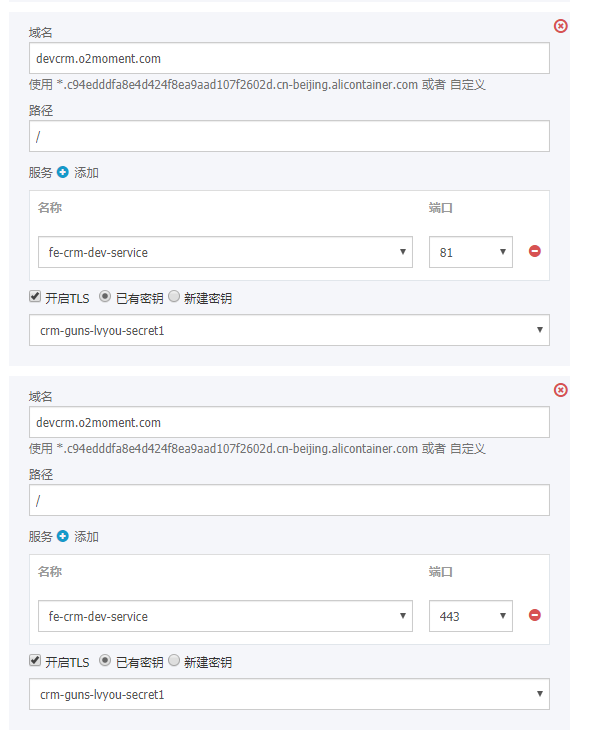 域名
devcrm.o2moment.com
使用 *.c94edddfa8e4d424f8ea9aad107f2602d.cn-beijing.alicontainer.com 或者 自定义
路径
/
服务 添加
名称 端口
fe-crm-dev-service 81
开启TLS 已有密钥 新建密钥
crm-guns-lvyou-secret1
域名
devcrm.o2moment.com
使用 *.c94edddfa8e4d424f8ea9aad107f2602d.cn-beijing.alicontainer.com 或者 自定义
路径
/
服务 添加
名称 端口
fe-crm-dev-service 443
开启TLS 已有密钥 新建密钥
crm-guns-lvyou-secret1